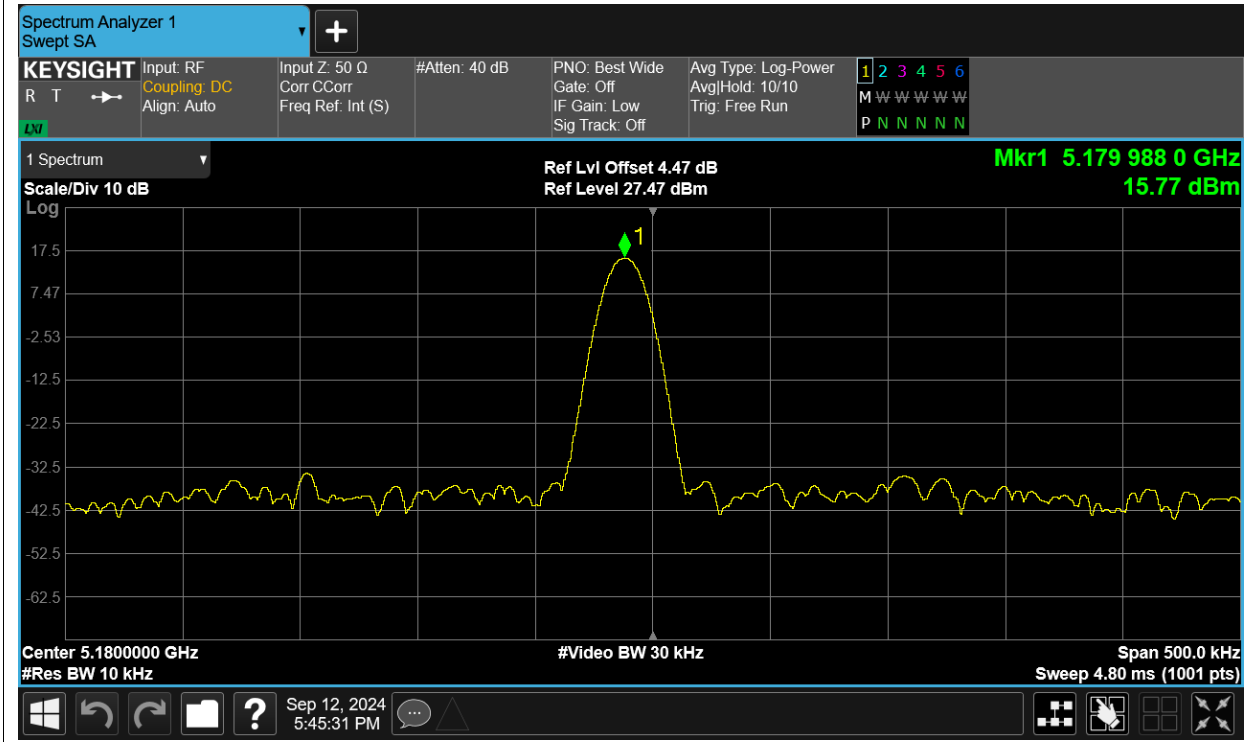 Spectrum Analyzer 1
Swept SA
+
KEYSIGHT
R T
LXI
Input: RF
Coupling: DC
Align: Auto
Input Z: 50 Ω
Corr CCorr
Freq Ref: Int (S)
#Atten: 40 dB
PNO: Best Wide
Gate: Off
IF Gain: Low
Sig Track: Off
Avg Type: Log-Power
Avg|Hold: 10/10
Trig: Free Run
1 2 3 4 5 6
M W W W W W
P N N N N N
1 Spectrum
Scale/Div 10 dB
Log
Ref Lvl Offset 4.47 dB
Ref Level 27.47 dBm
Mkr1 5.179 988 0 GHz
15.77 dBm
1
17.5
7.47
-2.53
-12.5
-22.5
-32.5
-42.5
-52.5
-62.5
Center 5.1800000 GHz
#Video BW 30 kHz
Span 500.0 kHz
#Res BW 10 kHz
Sweep 4.80 ms (1001 pts)
?
Sep 12, 2024
5:45:31 PM